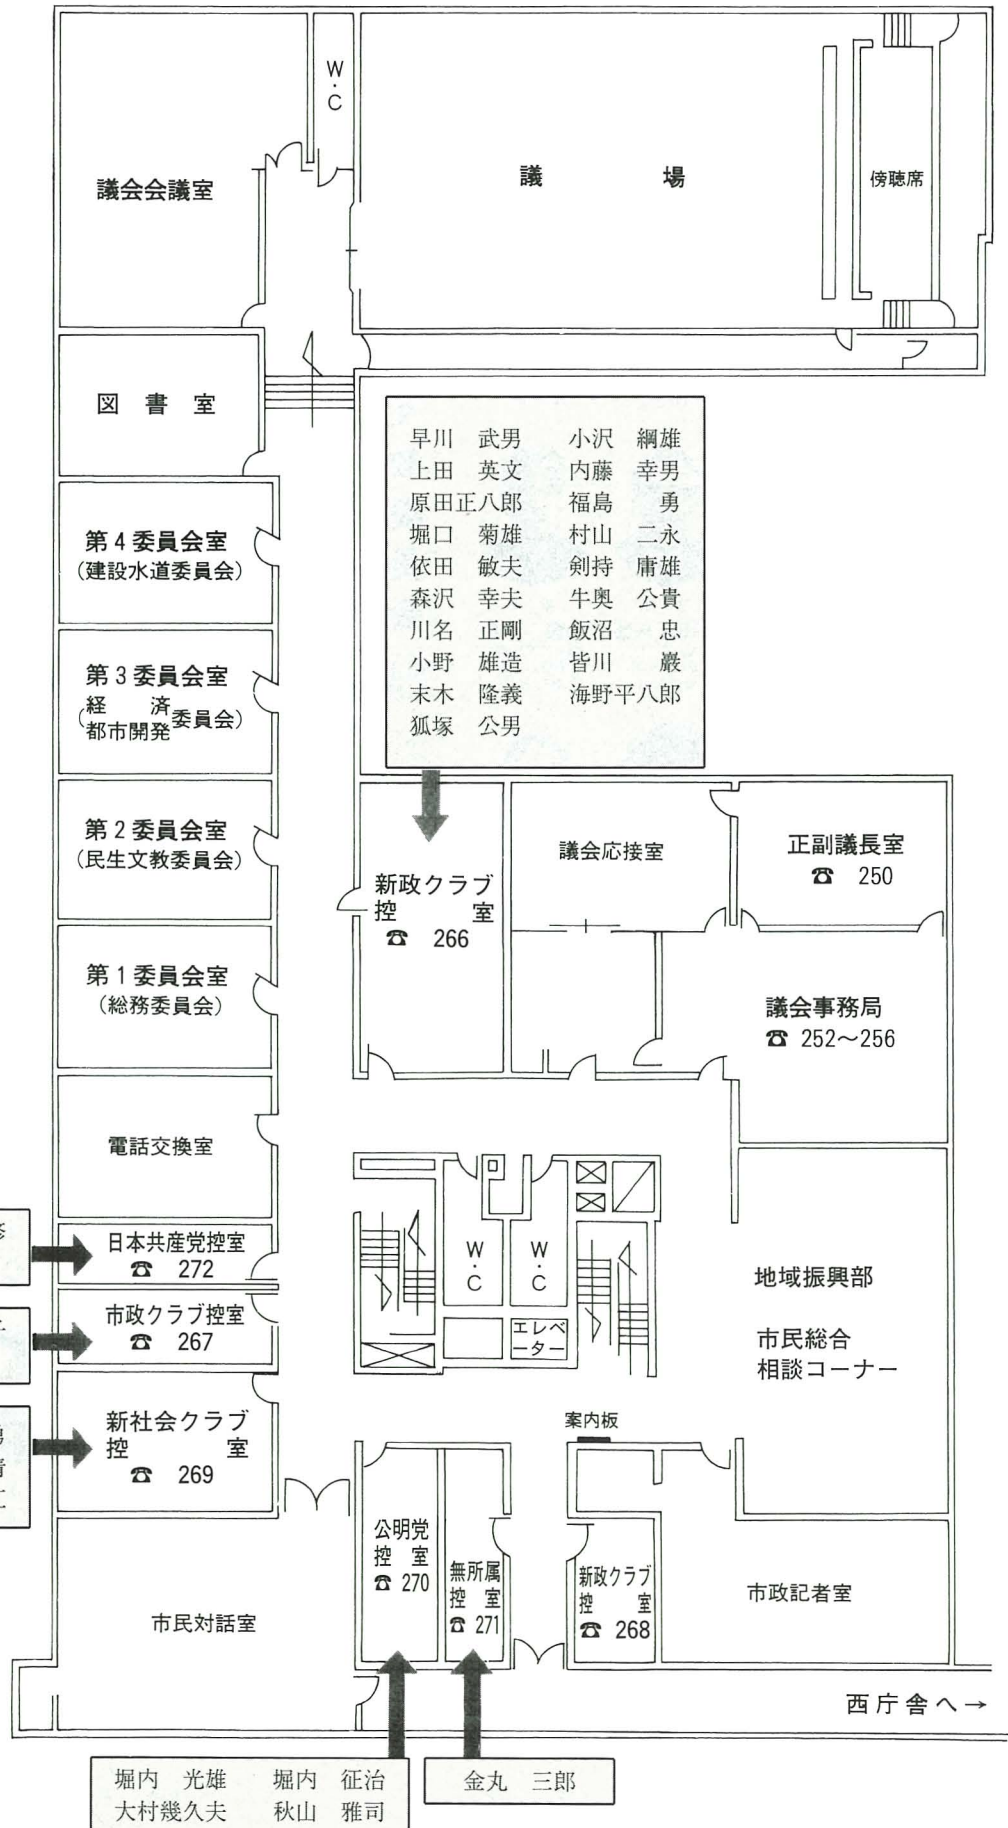 W・C
議会会議室
議　場
傍聴席
図書室
早川　武男　小沢　綱雄
上田　英文　内藤　幸男
原田正八郎　福島　勇
堀口　菊雄　村山　二永
依田　敏夫　剣持　庸雄
森沢　幸夫　牛奥　公貴
川名　正剛　飯沼　忠
小野　雄造　皆川　巖
末木　隆義　海野平八郎
狐塚　公男
第4委員会室
(建設水道委員会)
第3委員会室
(経済都市開発委員会)
第2委員会室
(民生文教委員会)
第1委員会室
(総務委員会)
新政クラブ
控室
☎ 266
議会応接室
正副議長室
☎ 250
議会事務局
☎ 252～256
電話交換室
日本共産党控室
☎ 272
市政クラブ控室
☎ 267
新社会クラブ
控室
☎ 269
W・C
W・C
エレベーター
地域振興部
市民総合
相談コーナー
案内板
市民対話室
公明党
控室
☎ 270
無所属
控室
☎ 271
新政クラブ
控室
☎ 268
市政記者室
西庁舎へ→
堀内　光雄　堀内　征治
大村幾久夫　秋山　雅司
金丸　三郎